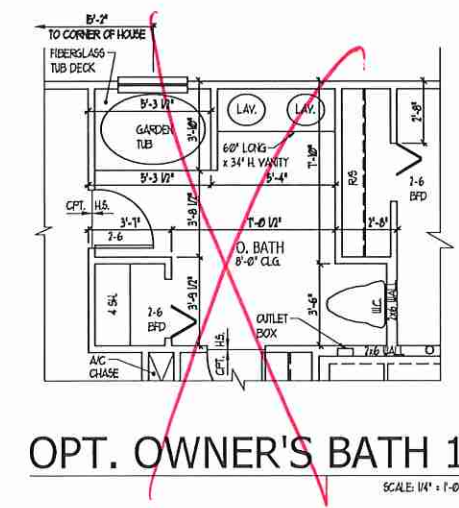 15'-2"
TO CORNER OF HOUSE
FIBERGLASS
TUB DECK
5'-3 1/2"
LAV.
LAV.
GARDEN
TUB
3'-10"
60" LONG
x 34" H. VANITY
7'-10"
R/S
2'-8"
2-6
BFD
5'-3 1/2"
5'-4"
CPT.
H.S.
3'-7"
2-6
3'-8 1/2"
7'-0 1/2"
2'-8"
O. BATH
8'-0" CLG.
4 SH.
2-6
BFD
3'-9 1/2"
3'-6"
W.C.
2x6 WALL
OUTLET
BOX
2x6 WALL
A/C
CHASE
CPT.
H.S.
OPT. OWNER'S BATH 1
SCALE: 1/4" = 1'-0